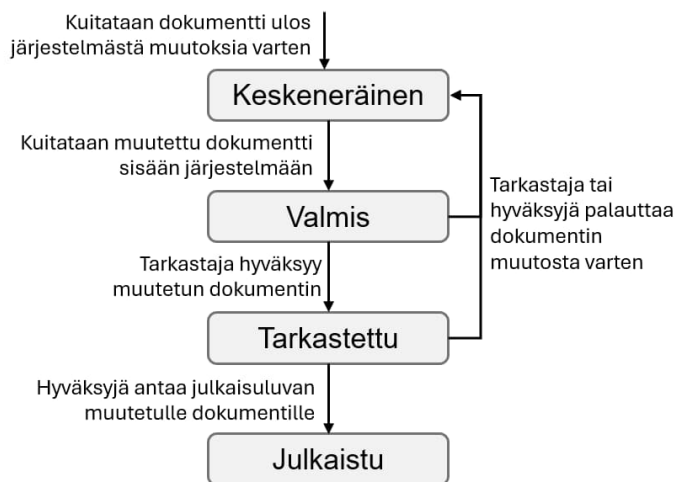 Kuitataan dokumentti ulos
järjestelmästä muutoksia varten
Keskeneräinen
Kuitataan muutettu dokumentti
sisään järjestelmään
Valmis
Tarkastaja tai
hyväksyjä palauttaa
dokumentin
muutosta varten
Tarkastaja hyväksyy
muutetun dokumentin
Tarkastettu
Hyväksyjä antaa julkaisuluvan
muutetulle dokumentille
Julkaistu